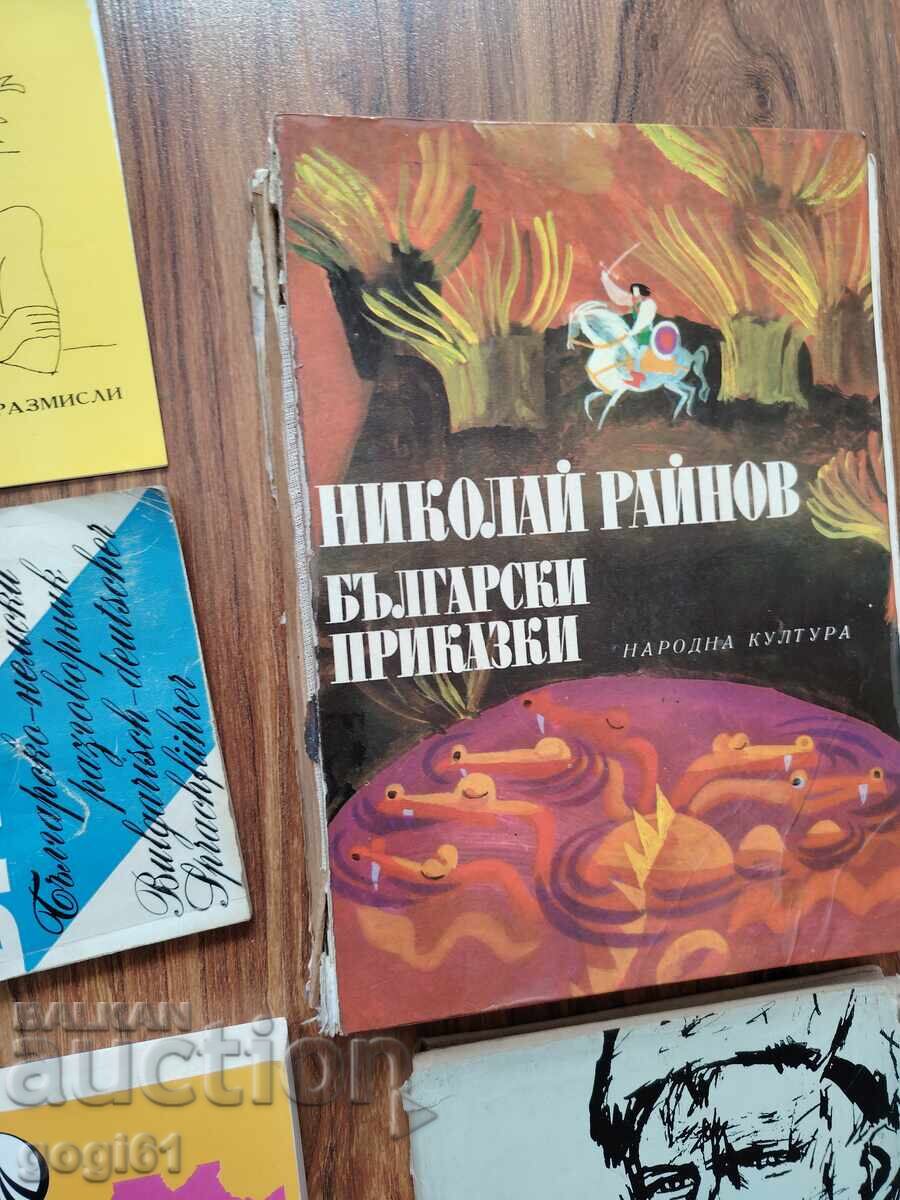 РАЗМИСЛИ
Българско-немски
разговорник
Bulgarisch-deutscher
Sprachführer
НИКОЛАЙ РАЙНОВ
БЪЛГАРСКИ
ПРИКАЗКИ
НАРОДНА КУЛТУРА
BALKAN
auction
gogi61